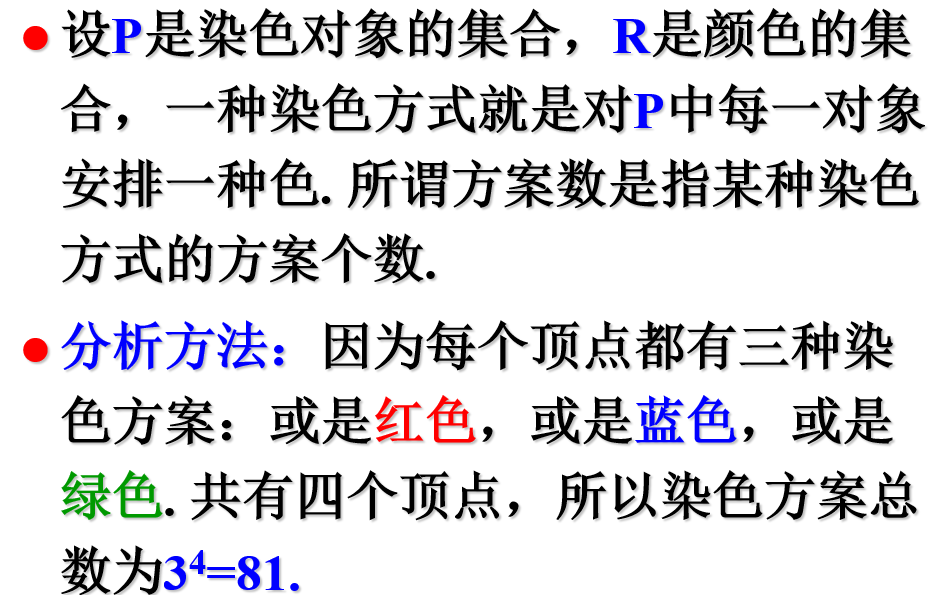 ● 设P是染色对象的集合，R是颜色的集
合，一种染色方式就是对P中每一对象
安排一种色. 所谓方案数是指某种染色
方式的方案个数.
● 分析方法：因为每个顶点都有三种染
色方案：或是红色，或是蓝色，或是
绿色. 共有四个顶点，所以染色方案总
数为3⁴=81.